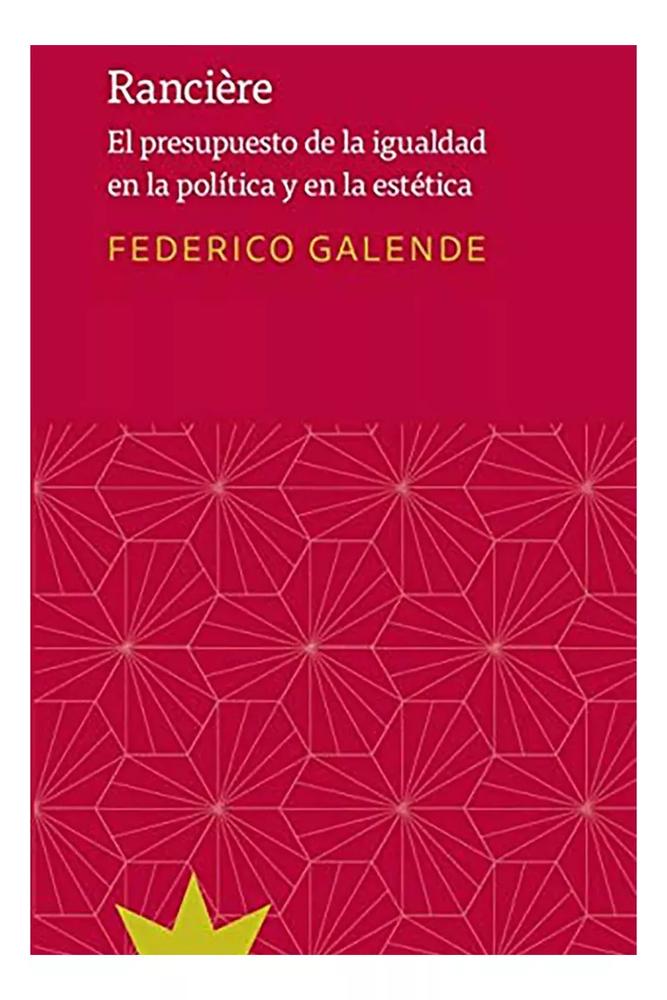 Rancière
El presupuesto de la igualdad
en la política y en la estética
FEDERICO GALENDE